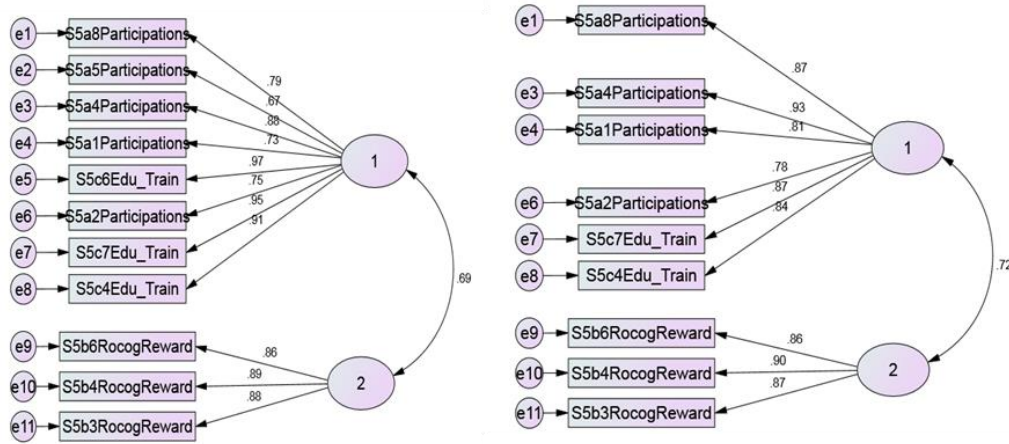 e1
S5a8Participations
e2
S5a5Participations
e3
S5a4Participations
e4
S5a1Participations
e5
S5c6Edu_Train
e6
S5a2Participations
e7
S5c7Edu_Train
e8
S5c4Edu_Train
.79
.67
.88
.73
.97
.75
.95
.91
1
.69
e9
S5b6RocogReward
e10
S5b4RocogReward
e11
S5b3RocogReward
.86
.89
.88
2
e1
S5a8Participations
e3
S5a4Participations
e4
S5a1Participations
e6
S5a2Participations
e7
S5c7Edu_Train
e8
S5c4Edu_Train
.87
.93
.81
.78
.87
.84
1
.72
e9
S5b6RocogReward
e10
S5b4RocogReward
e11
S5b3RocogReward
.86
.90
.87
2